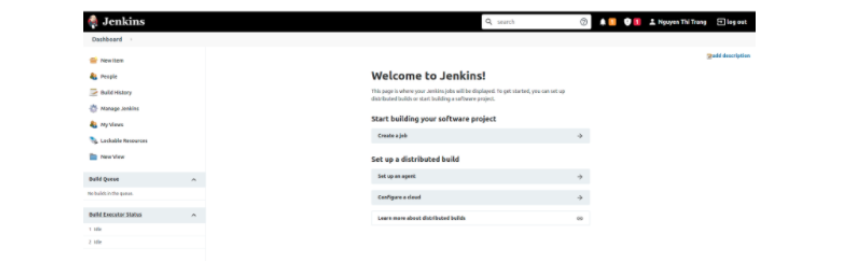 Jenkins
search
Nguyen Thi Trang
log out
Dashboard
add description
New Item
People
Build History
Manage Jenkins
My Views
Lockable Resources
New View
Build Queue
No builds in the queue.
Build Executor Status
1 Idle
2 Idle
Welcome to Jenkins!
This page is where your Jenkins jobs will be displayed. To get started, you can set up
distributed builds or start building a software project.
Start building your software project
Create a job
Set up a distributed build
Set up an agent
Configure a cloud
Learn more about distributed builds